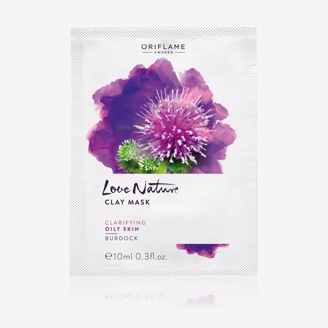 ORIFLAME
SWEDEN
Love Nature
CLAY MASK
CLARIFYING
OILY SKIN
BURDOCK
℮10ml 0.3fl.oz.